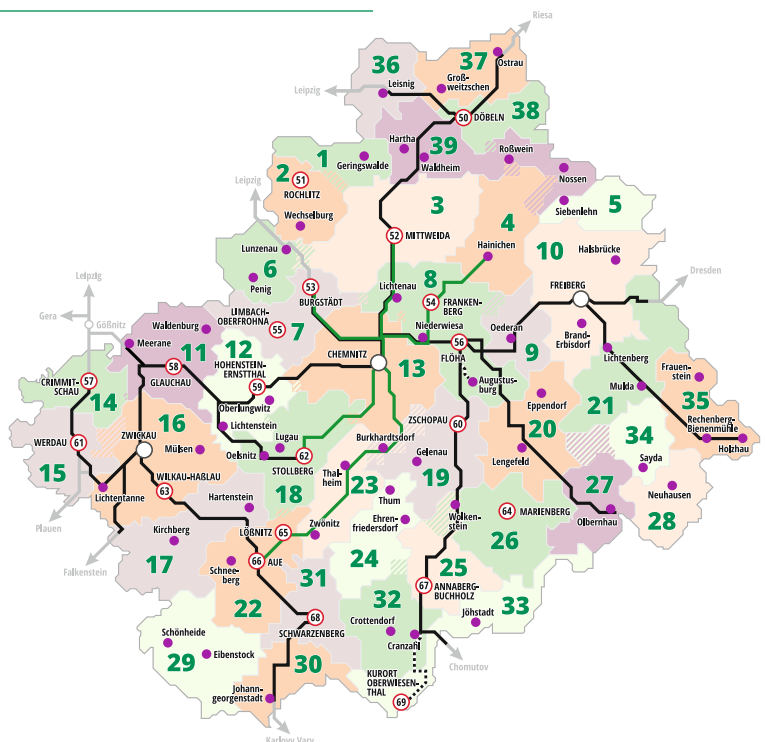 Riesa
37
36
Ostrau
Groß-
weitzschen
Leisnig
Leipzig
38
50
DÖBELN
Hartha
39
Roßwein
1
Geringswalde
Waldheim
2
51
ROCHLITZ
Nossen
Leipzig
Siebenlehn
5
3
4
Wechselburg
52
MITTWEIDA
10
Hainichen
Halsbrücke
Lunzenau
6
Penig
8
Dresden
Leipzig
53
BURGSTÄDT
Lichtenau
54
FRANKEN-
BERG
FREIBERG
Gera
Gößnitz
Waldenburg
LIMBACH-
OBERFROHNA
55
7
Niederwiesa
Oederan
Brand-
Erbisdorf
Meerane
11
12
CHEMNITZ
56
FLÖHA
9
Lichtenberg
HOHENSTEIN-
ERNSTTHAL
58
GLAUCHAU
13
Frauen-
stein
57
CRIMMIT-
SCHAU
59
Augustus-
burg
Mulda
35
14
Oberlungwitz
Eppendorf
21
16
Lichtenstein
ZSCHOPAU
60
Rechenberg-
Bienenmühle
WERDAU
61
ZWICKAU
Lugau
Burkhardtsdorf
20
34
Holzhau
Mülsen
Oelsnitz
62
STOLLBERG
Gelenau
Lengefeld
Sayda
15
WILKAU-HAßLAU
63
Thal-
heim
23
19
27
Neuhausen
Lichtentanne
18
Thum
Hartenstein
Wolken-
stein
64
MARIENBERG
Olbernhau
28
Plauen
Kirchberg
LÖßNITZ
65
Zwönitz
Ehren-
friedersdorf
26
17
Falkenstein
66
AUE
24
25
Schnee-
berg
31
67
ANNABERG-
BUCHHOLZ
22
32
33
68
SCHWARZENBERG
Jöhstadt
Schönheide
Crottendorf
29
Eibenstock
Cranzahl
30
Chomutov
KURORT
OBERWIESEN-
THAL
Johann-
georgenstadt
69
Karlovy Vary